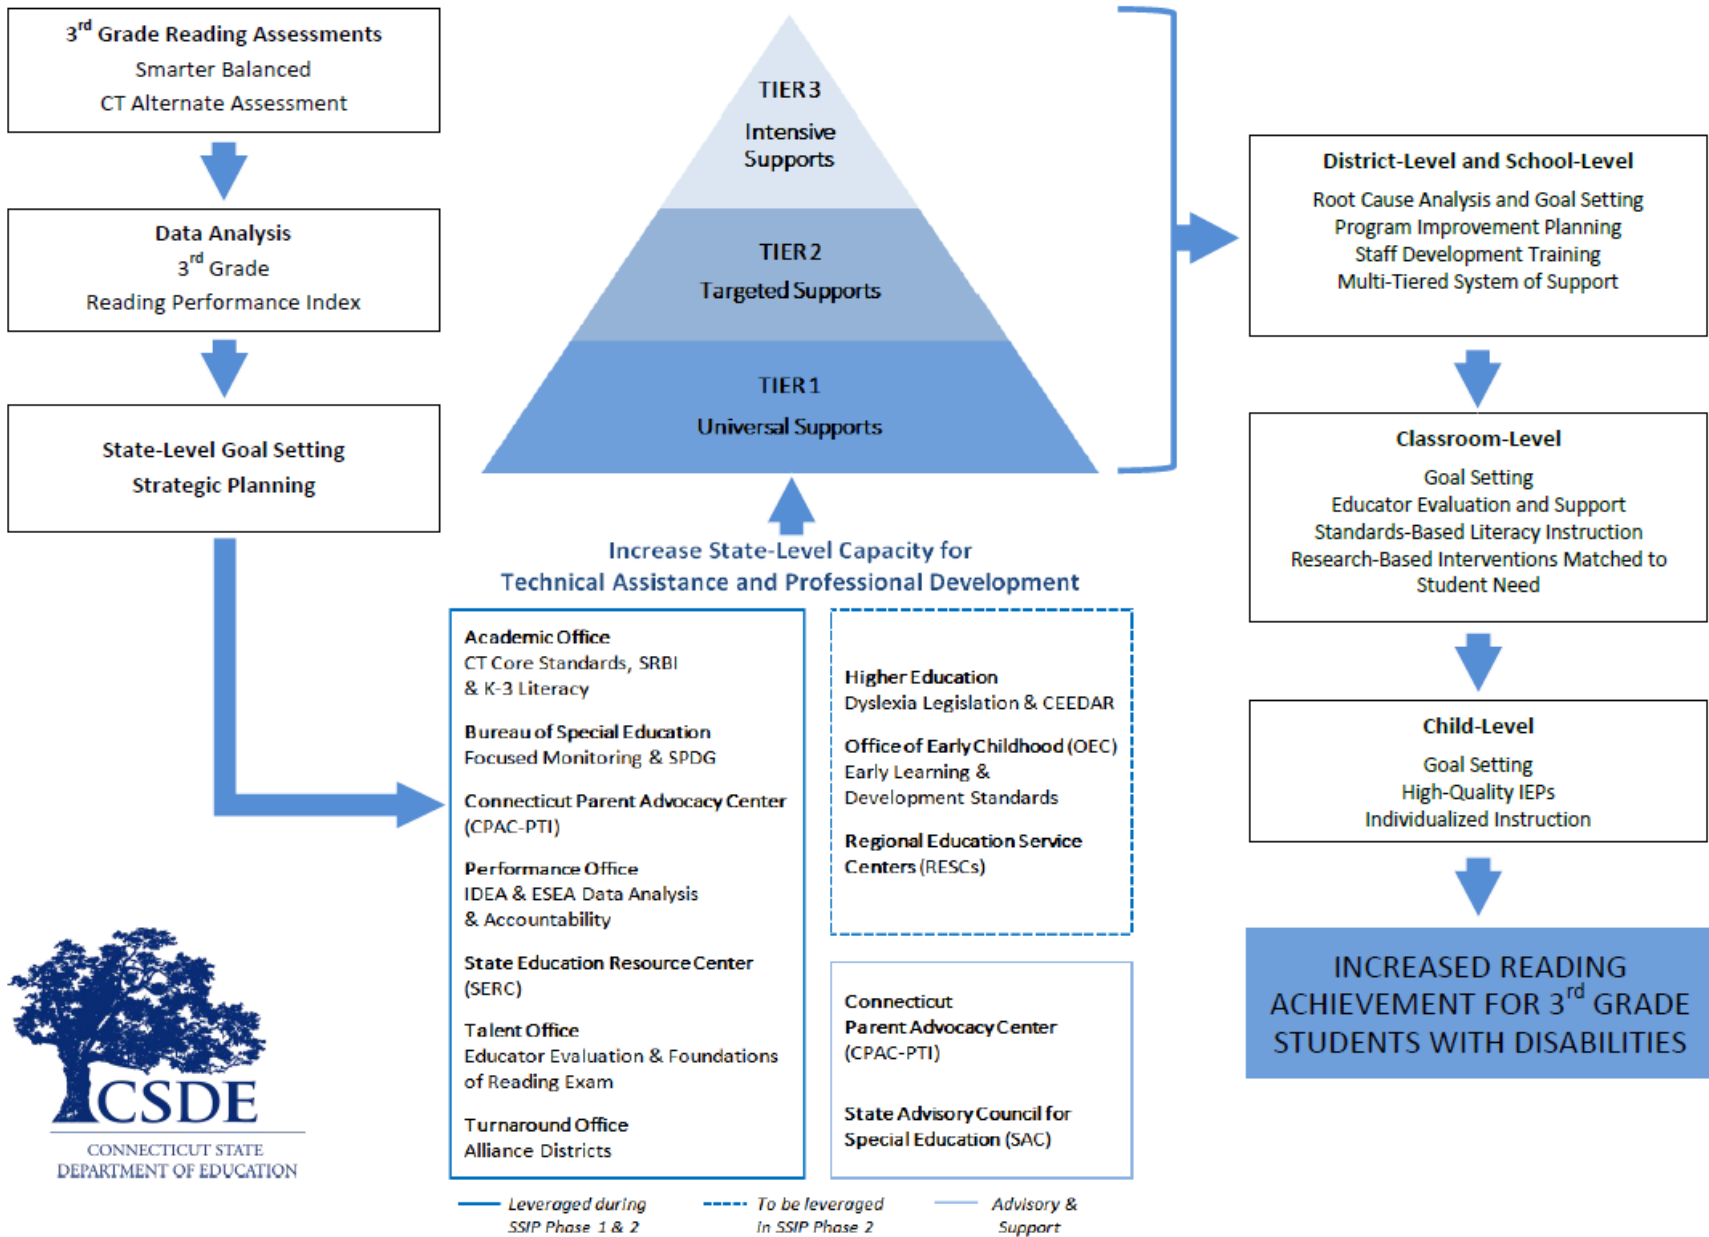 3rd Grade Reading Assessments
Smarter Balanced
CT Alternate Assessment
Data Analysis
3rd Grade
Reading Performance Index
State-Level Goal Setting
Strategic Planning
TIER 3
Intensive
Supports
TIER 2
Targeted Supports
TIER 1
Universal Supports
Increase State-Level Capacity for
Technical Assistance and Professional Development
Academic Office
CT Core Standards, SRBI
& K-3 Literacy
Bureau of Special Education
Focused Monitoring & SPDG
Connecticut Parent Advocacy Center
(CPAC-PTI)
Performance Office
IDEA & ESEA Data Analysis
& Accountability
State Education Resource Center
(SERC)
Talent Office
Educator Evaluation & Foundations
of Reading Exam
Turnaround Office
Alliance Districts
Higher Education
Dyslexia Legislation & CEEDAR
Office of Early Childhood (OEC)
Early Learning &
Development Standards
Regional Education Service
Centers (RESCs)
Connecticut
Parent Advocacy Center
(CPAC-PTI)
State Advisory Council for
Special Education (SAC)
Leveraged during
SSIP Phase 1 & 2
To be leveraged
in SSIP Phase 2
Advisory &
Support
District-Level and School-Level
Root Cause Analysis and Goal Setting
Program Improvement Planning
Staff Development Training
Multi-Tiered System of Support
Classroom-Level
Goal Setting
Educator Evaluation and Support
Standards-Based Literacy Instruction
Research-Based Interventions Matched to
Student Need
Child-Level
Goal Setting
High-Quality IEPs
Individualized Instruction
INCREASED READING
ACHIEVEMENT FOR 3rd GRADE
STUDENTS WITH DISABILITIES
CSDE
CONNECTICUT STATE
DEPARTMENT OF EDUCATION